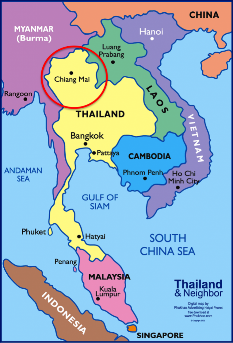 CHINA
MYANMAR
(Burma)
Hanoi
Luang
Prabang
Chiang Mai
LAOS
VIETNAM
Rangoon
THAILAND
Bangkok
Pattaya
CAMBODIA
Phnom Penh
Ho Chi
Minh City
ANDAMAN
SEA
GULF OF
SIAM
SOUTH
CHINA SEA
Phuket
Hatyai
Penang
MALAYSIA
Kuala
Lumpur
INDONESIA
SINGAPORE
Thailand
& Neighbor